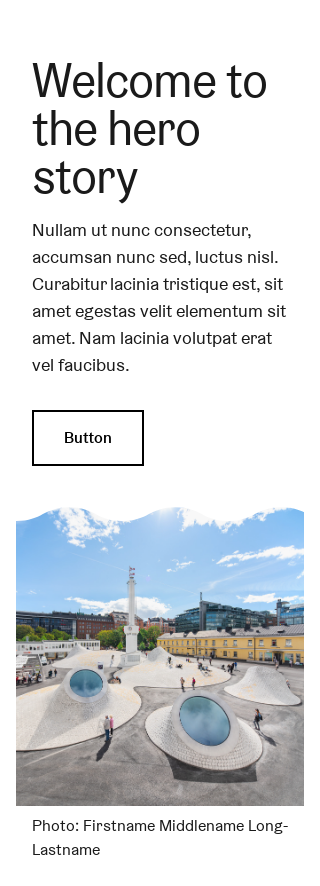 Welcome to
the hero
story
Nullam ut nunc consectetur,
accumsan nunc sed, luctus nisl.
Curabitur lacinia tristique est, sit
amet egestas velit elementum sit
amet. Nam lacinia volutpat erat
vel faucibus.
Button
Photo: Firstname Middlename Long-
Lastname